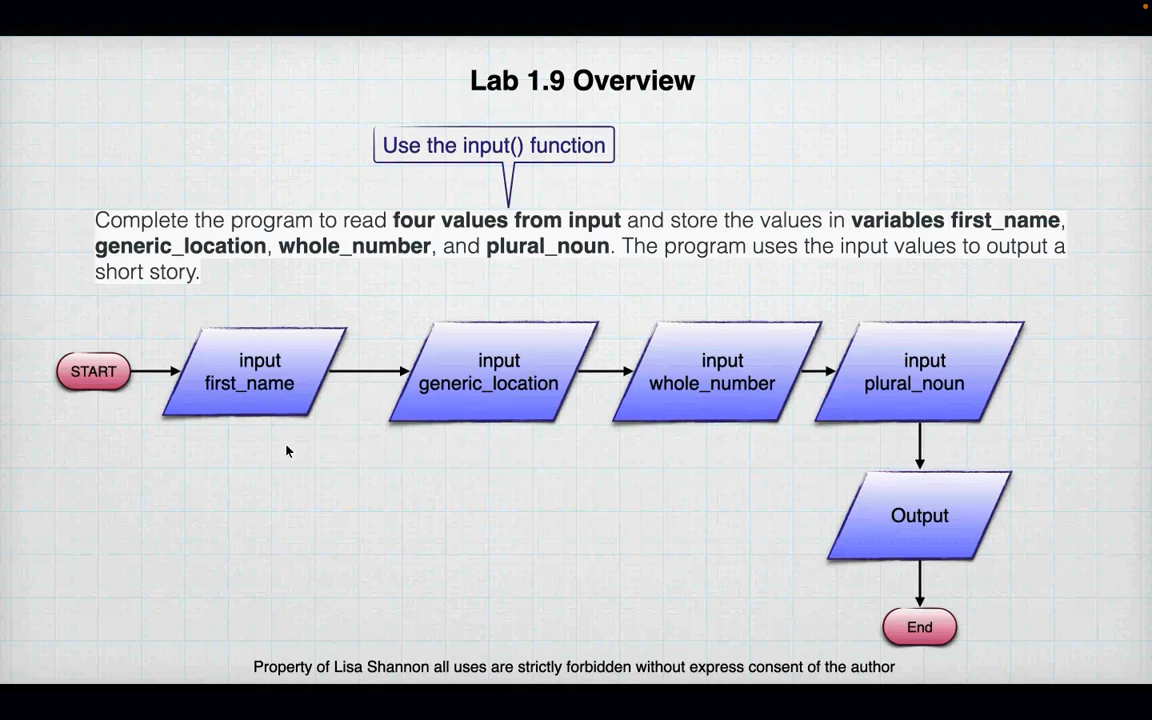 Lab 1.9 Overview
Use the input() function
Complete the program to read four values from input and store the values in variables first_name,
generic_location, whole_number, and plural_noun. The program uses the input values to output a
short story.
START
input
first_name
input
generic_location
input
whole_number
input
plural_noun
Output
End
Property of Lisa Shannon all uses are strictly forbidden without express consent of the author